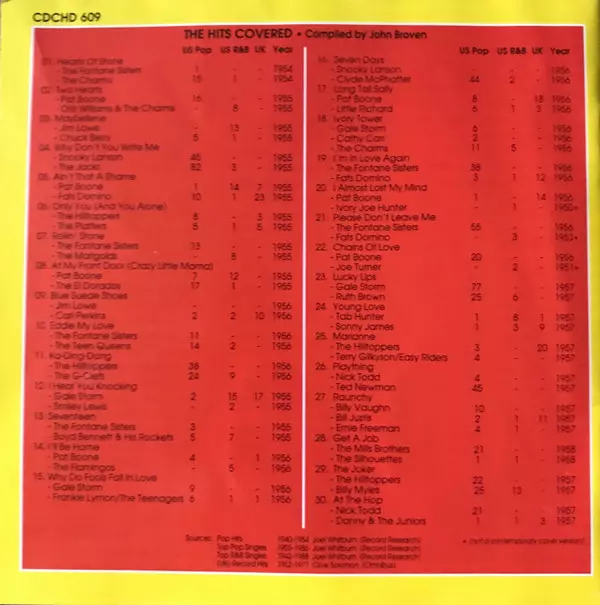 CDCHD 609
THE HITS COVERED • Compiled by John Broven
US Pop US R&B UK Year
01. Hearts Of Stone
- The Fontane Sisters 1 - - 1954
- The Charms 15 1 - 1954
02. Two Hearts
- Pat Boone 16 - - 1955
- Otis Williams & The Charms - 8 - 1955
03. Maybellene
- Jim Lowe - 13 - 1955
- Chuck Berry 5 1 - 1955
04. Why Don't You Write Me
- Snooky Lanson 45 - - 1955
- The Jacks 82 3 - 1955
05. Ain't That A Shame
- Pat Boone 1 14 7 1955
- Fats Domino 10 1 23 1955
06. Only You (And You Alone)
- The Hilltoppers 8 - 3 1955
- The Platters 5 1 5 1955
07. Rollin' Stone
- The Fontane Sisters 13 - - 1955
- The Marigolds - 8 - 1955
08. At My Front Door (Crazy Little Mama)
- Pat Boone 7 12 - 1955
- The El Dorados 17 1 - 1955
09. Blue Suede Shoes
- Jim Lowe - - - 1956
- Carl Perkins 2 2 10 1956
10. Eddie My Love
- The Fontane Sisters 11 - - 1956
- The Teen Queens 14 2 - 1956
11. Ka-Ding-Dong
- The Hilltoppers 38 - - 1956
- The G-Clefs 24 9 - 1956
12. I Hear You Knocking
- Gale Storm 2 15 17 1955
- Smiley Lewis - 2 - 1955
13. Seventeen
- The Fontane Sisters 3 - - 1955
- Boyd Bennett & His Rockets 5 7 - 1955
14. I'll Be Home
- Pat Boone 4 - 1 1956
- The Flamingos - 5 - 1956
15. Why Do Fools Fall In Love
- Gale Storm 9 - - 1956
- Frankie Lymon/The Teenagers 6 1 1 1956
US Pop US R&B UK Year
16. Seven Days
- Snooky Lanson - - - 1956
- Clyde McPhatter 44 2 - 1956
17. Long Tall Sally
- Pat Boone 8 - 18 1956
- Little Richard 6 1 3 1956
18. Ivory Tower
- Gale Storm 6 - - 1956
- Cathy Carr 2 - - 1956
- The Charms 11 5 - 1956
19. I'm In Love Again
- The Fontane Sisters 38 - - 1956
- Fats Domino 3 1 12 1956
20. I Almost Lost My Mind
- Pat Boone 1 - 14 1956
- Ivory Joe Hunter - 1 - 1950*
21. Please Don't Leave Me
- The Fontane Sisters - - 1956
- Fats Domino - 3 - 1953*
22. Chains Of Love
- Pat Boone 20 - - 1956
- Joe Turner - 2 - 1951*
23. Lucky Lips
- Gale Storm 77 - - 1957
- Ruth Brown 25 6 - 1957
24. Young Love
- Tab Hunter 1 8 1 1957
- Sonny James 1 3 9 1957
25. Marianne
- The Hilltoppers 3 - 20 1957
- Terry Gilkyson/Easy Riders 4 - - 1957
26. Plaything
- Nick Todd 4 - - 1957
- Ted Newman 45 - - 1957
27. Raunchy
- Billy Vaughn 10 - - 1957
- Bill Justis 2 1 11 1957
- Ernie Freeman 4 1 - 1957
28. Get A Job
- The Mills Brothers 21 - - 1958
- The Silhouettes 1 1 - 1958
29. The Joker
- The Hilltoppers 22 - - 1957
- Billy Myles 25 13 - 1957
30. At The Hop
- Nick Todd 21 - - 1957
- Danny & The Juniors 1 1 3 1957
Sources: Pop Hits 1940-1954 Joel Whitburn (Record Research)
Top Pop Singles 1955-1986 Joel Whitburn (Record Research)
Top R&B Singles 1942-1988 Joel Whitburn (Record Research)
(UK) Record Hits 1952-1977 Clive Solomon (Omnibus)
* (not a contemporary cover version)